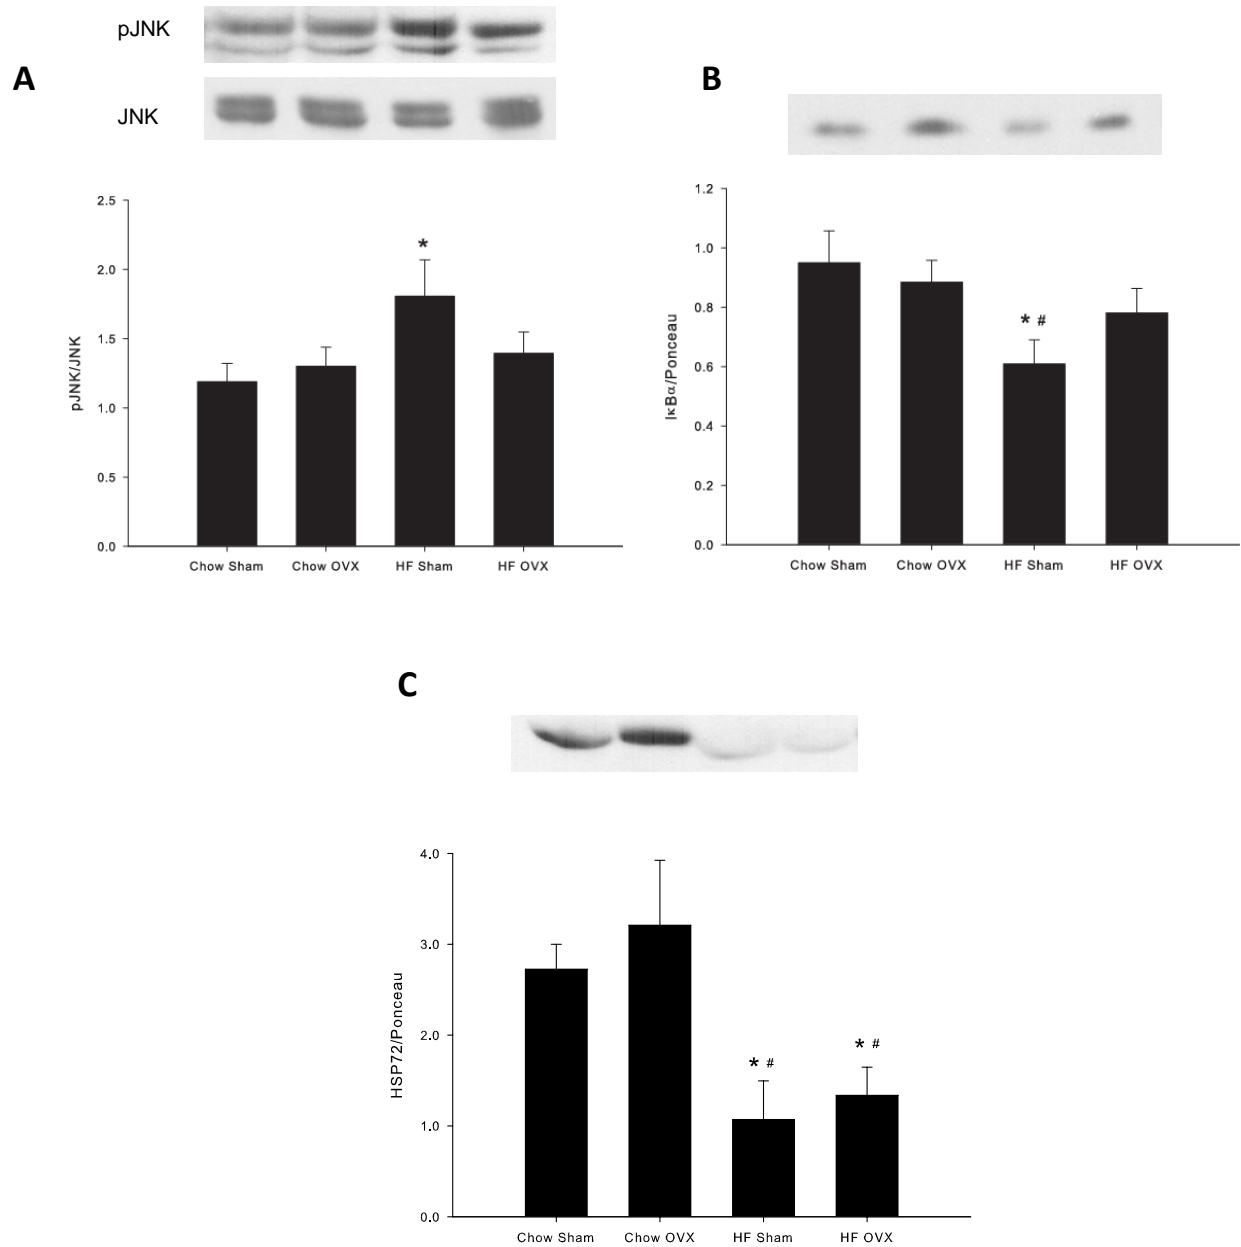 pJNK
A
JNK
2.5
*
2.0
1.5
1.0
0.5
0.0
pJNK/JNK
Chow Sham Chow OVX HF Sham HF OVX
B
1.2
1.0
0.8
* #
0.6
0.4
0.2
0.0
IκBα/Ponceau
Chow Sham Chow OVX HF Sham HF OVX
C
4.0
3.0
2.0
* # * #
1.0
0.0
HSP72/Ponceau
Chow Sham Chow OVX HF Sham HF OVX